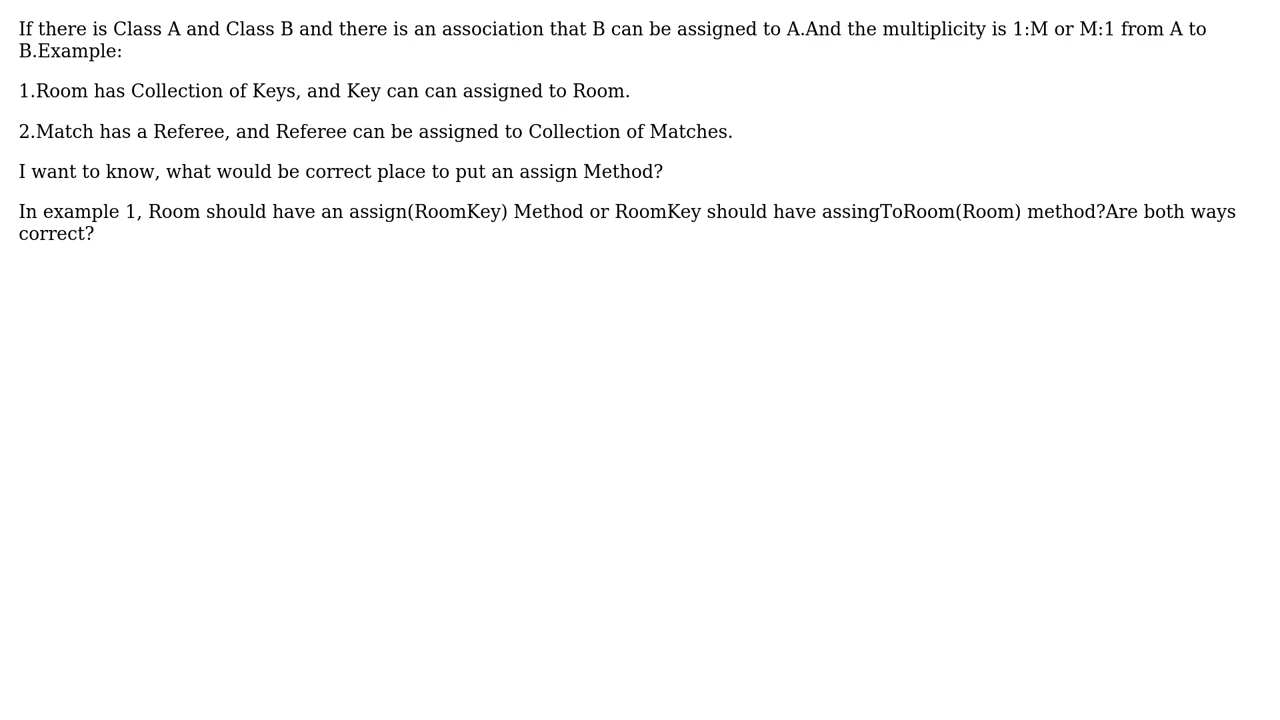 If there is Class A and Class B and there is an association that B can be assigned to A.And the multiplicity is 1:M or M:1 from A to
B.Example:
1.Room has Collection of Keys, and Key can can assigned to Room.
2.Match has a Referee, and Referee can be assigned to Collection of Matches.
I want to know, what would be correct place to put an assign Method?
In example 1, Room should have an assign(RoomKey) Method or RoomKey should have assingToRoom(Room) method?Are both ways
correct?